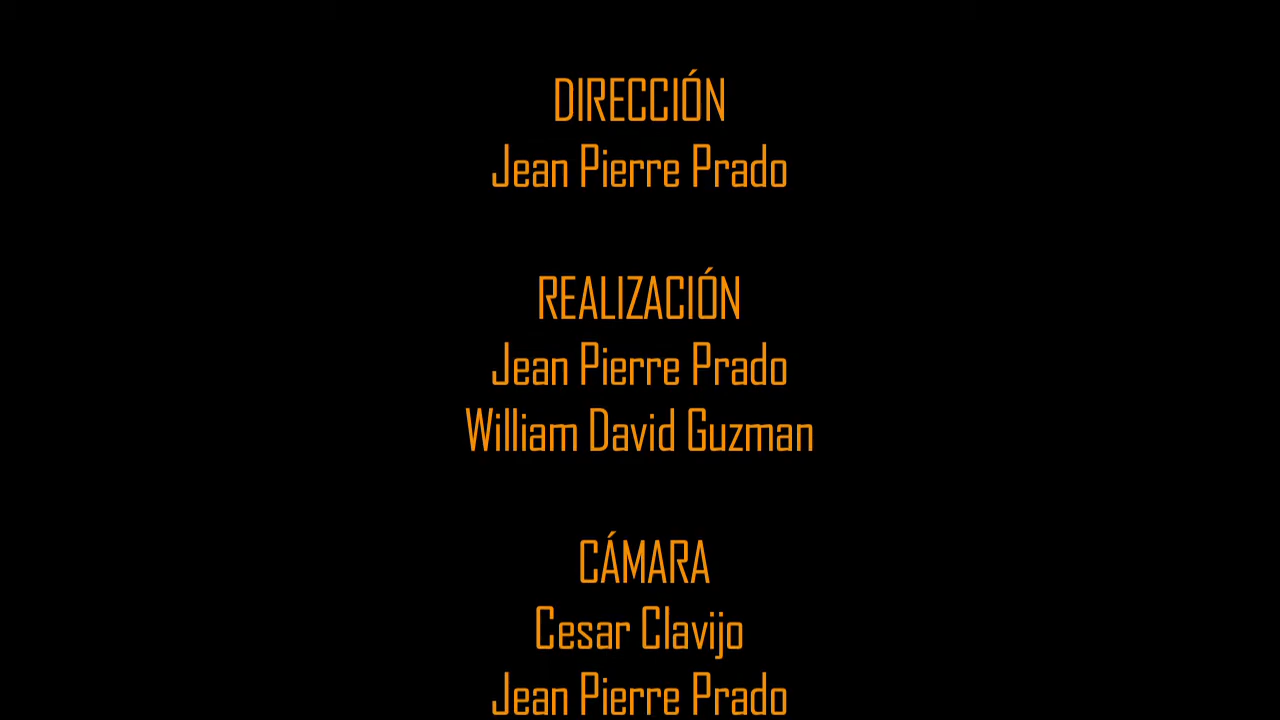 DIRECCIÓN
Jean Pierre Prado
REALIZACIÓN
Jean Pierre Prado
William David Guzman
CÁMARA
Cesar Clavijo
Jean Pierre Prado